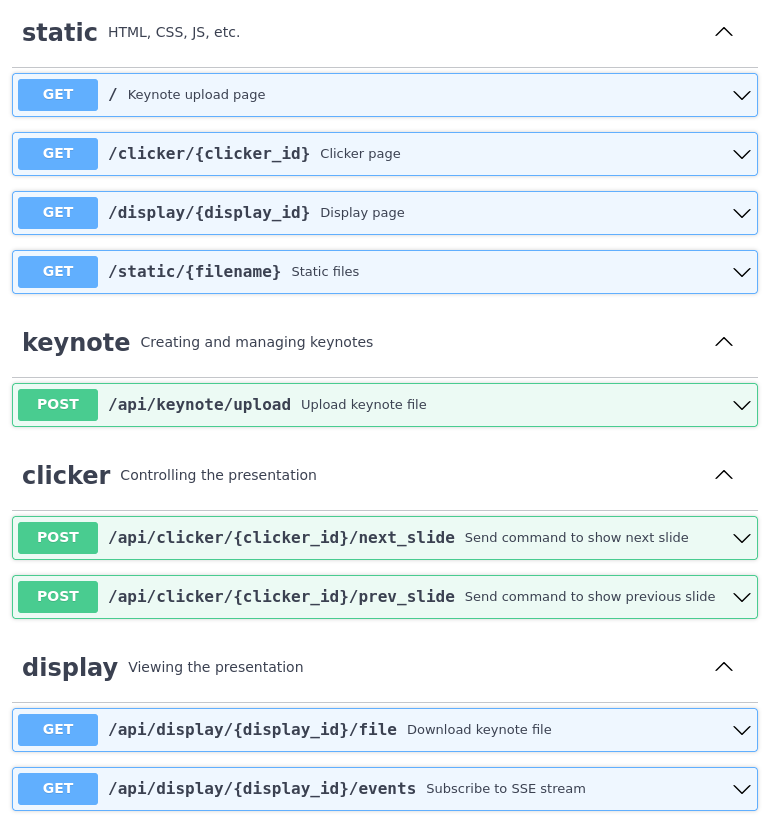 static HTML, CSS, JS, etc.
GET / Keynote upload page
GET /clicker/{clicker_id} Clicker page
GET /display/{display_id} Display page
GET /static/{filename} Static files
keynote Creating and managing keynotes
POST /api/keynote/upload Upload keynote file
clicker Controlling the presentation
POST /api/clicker/{clicker_id}/next_slide Send command to show next slide
POST /api/clicker/{clicker_id}/prev_slide Send command to show previous slide
display Viewing the presentation
GET /api/display/{display_id}/file Download keynote file
GET /api/display/{display_id}/events Subscribe to SSE stream